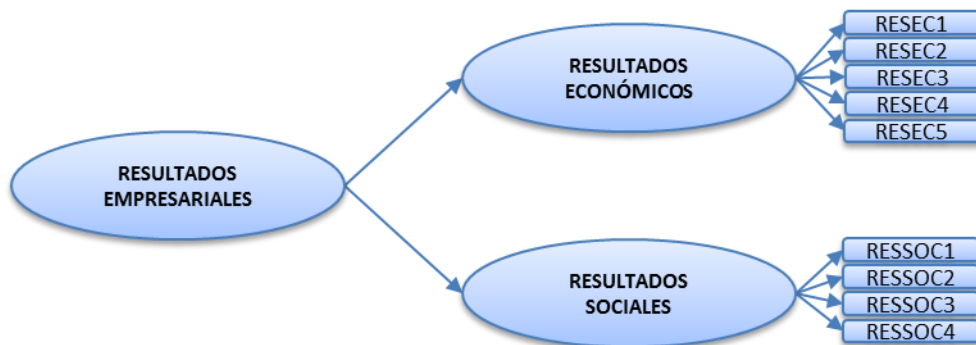 RESULTADOS
EMPRESARIALES
RESULTADOS
ECONÓMICOS
RESEC1
RESEC2
RESEC3
RESEC4
RESEC5
RESULTADOS
SOCIALES
RESSOC1
RESSOC2
RESSOC3
RESSOC4